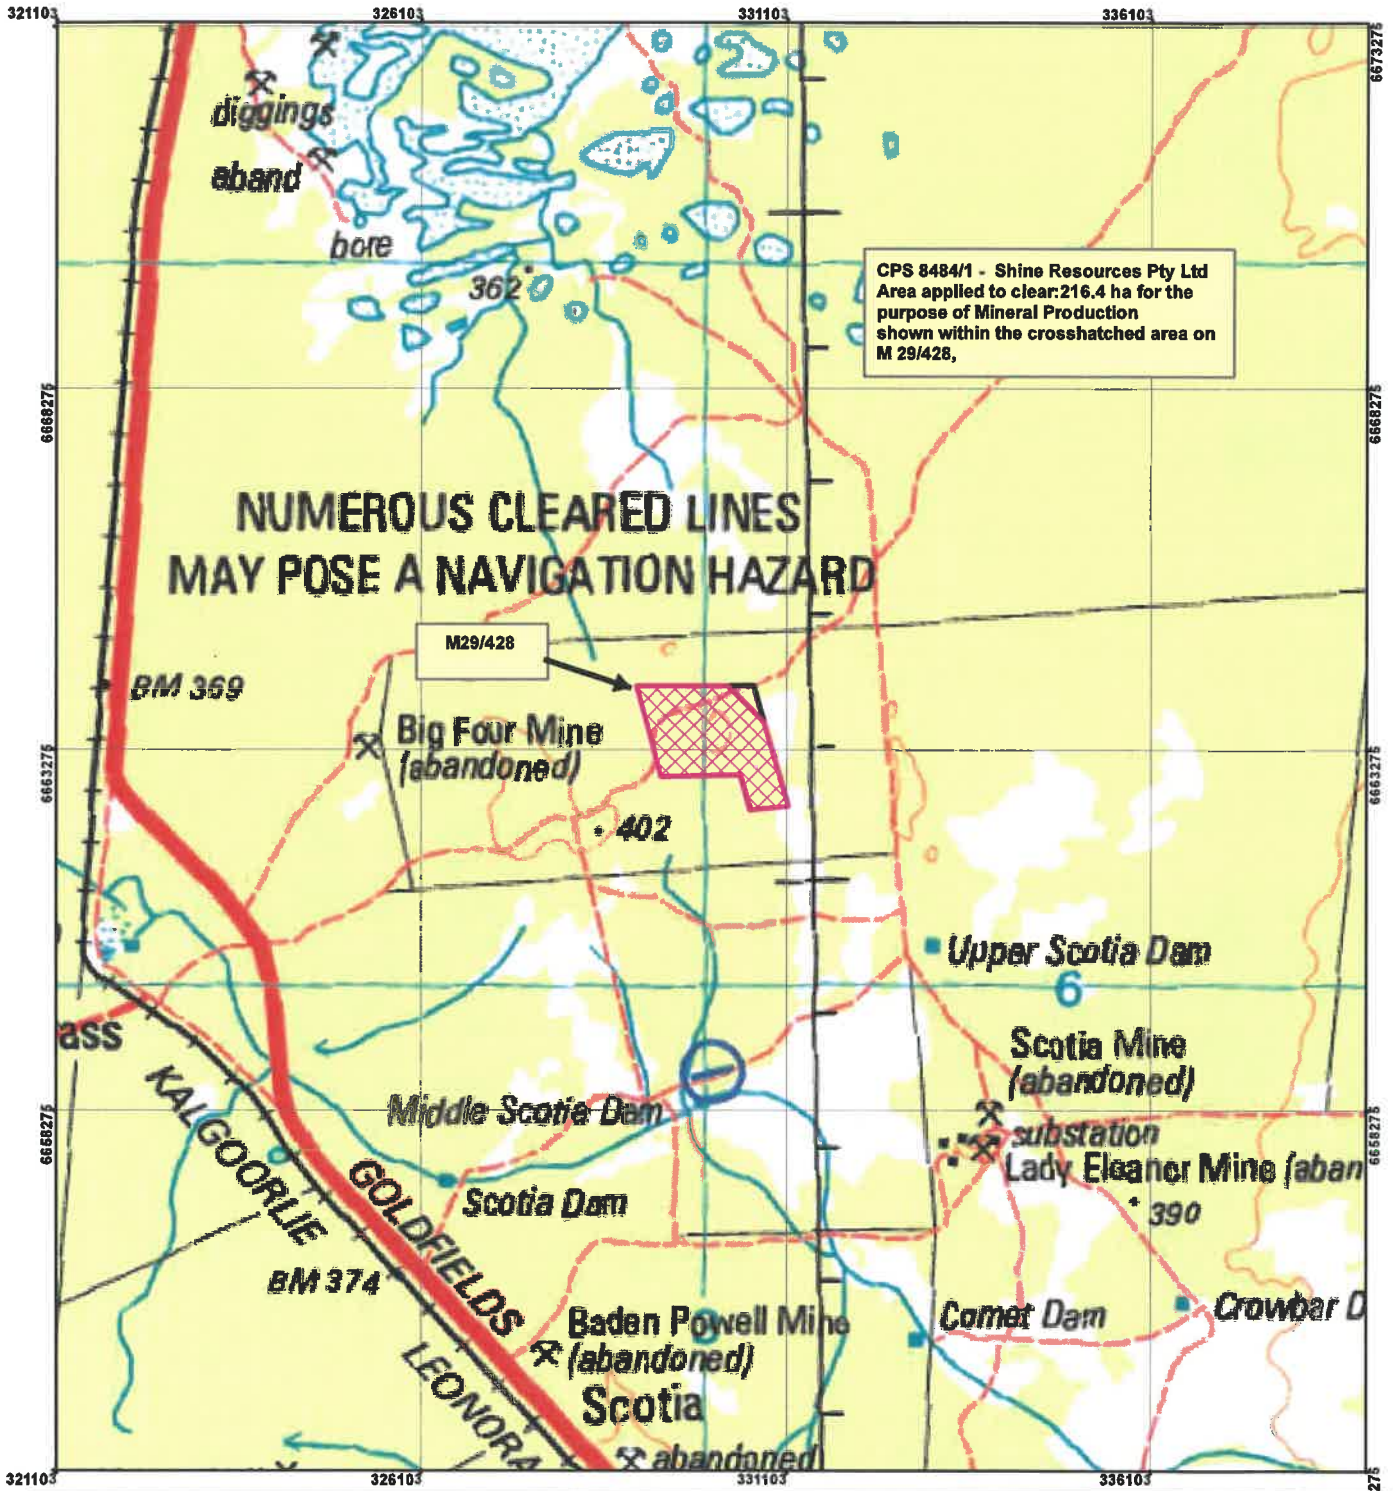 321103 326103 331103 336103
6673275
diggings
aband
bore
362
CPS 8484/1 - Shine Resources Pty Ltd
Area applied to clear:216.4 ha for the
purpose of Mineral Production
shown within the crosshatched area on
M 29/428,
6668275 6668275
NUMEROUS CLEARED LINES
MAY POSE A NAVIGATION HAZARD
M29/428
BM 369
Big Four Mine
(abandoned)
6663275 6663275
402
Upper Scotia Dam
6
ass
Scotia Mine
(abandoned)
KALGOORLIE
Middle Scotia Dam
6658275 6658275
substation
Lady Eleanor Mine (aban
GOLDFIELDS
Scotia Dam
390
BM 374
Baden Powell Mine
(abandoned)
Comet Dam
Crowbar D
LEONORA
Scotia
abandoned
321103 326103 331103 336103
275